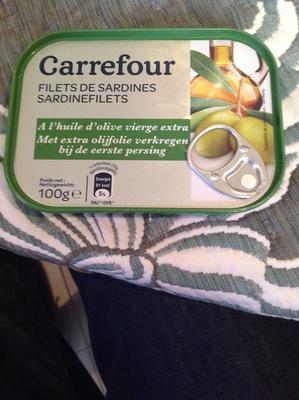 Carrefour
FILETS DE SARDINES
SARDINEFILETS
A l'huile d'olive vierge extra
Met extra olijfolie verkregen
bij de eerste persing
Poids net :
Nettogewicht:
100g e
Energie
5%